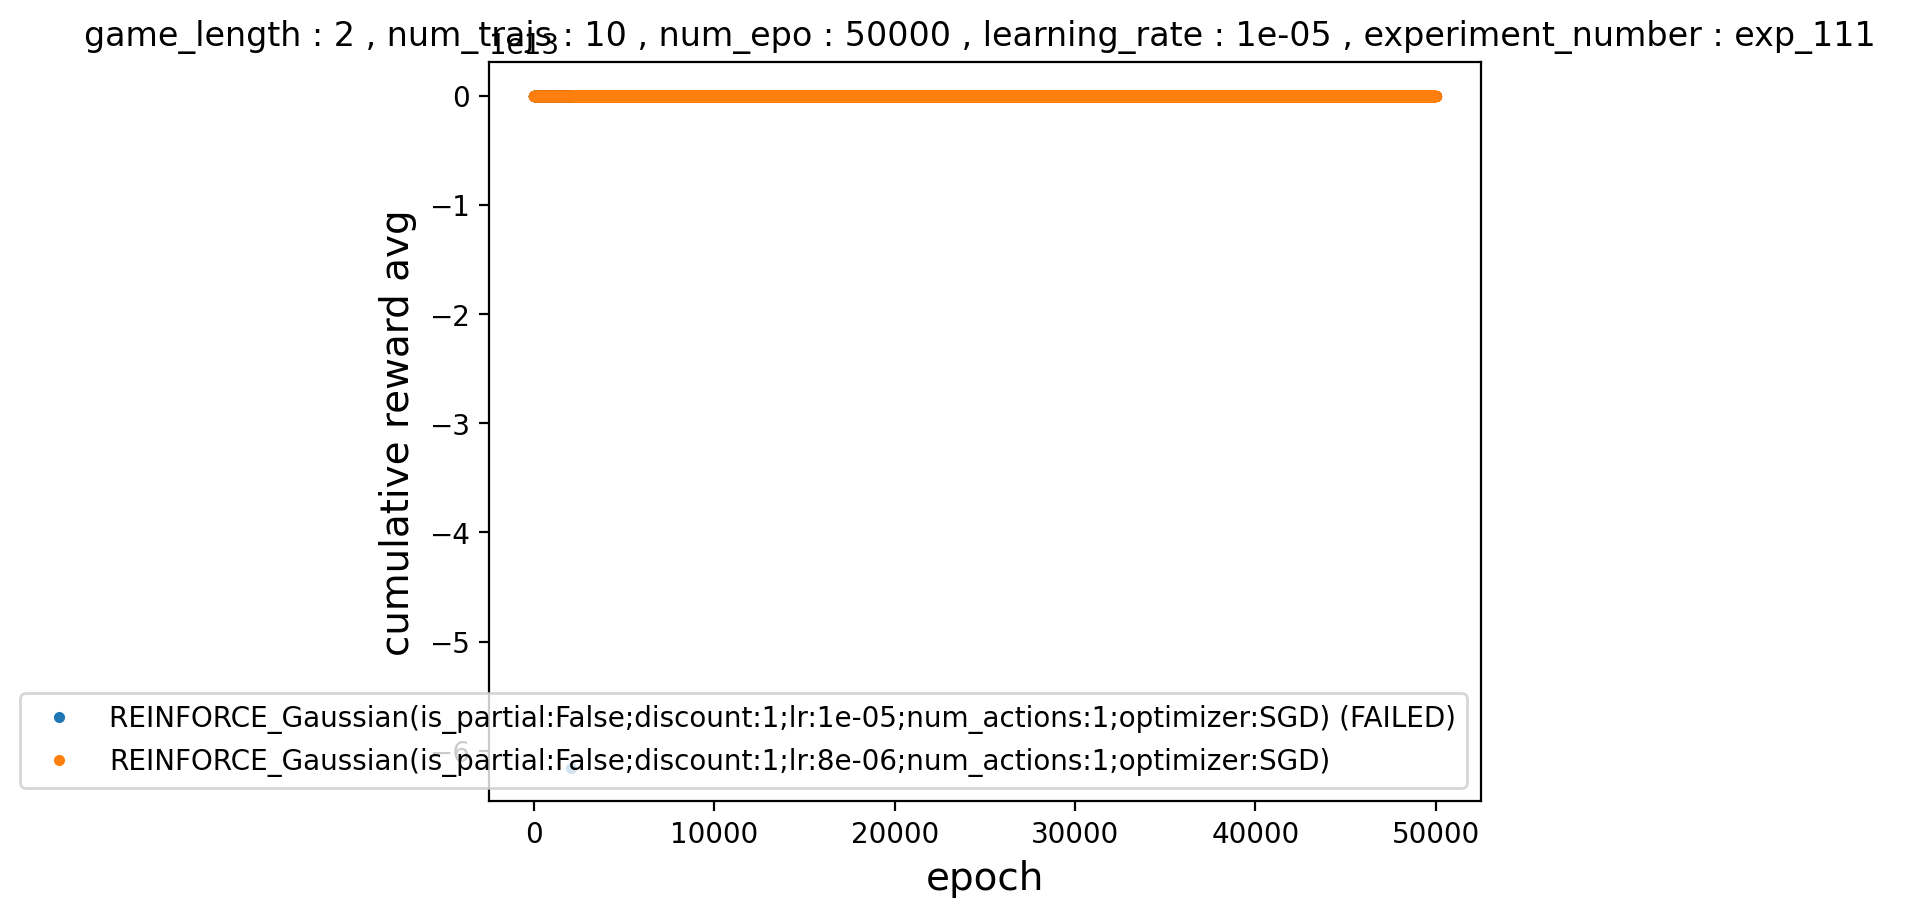 game_length : 2 , num_trajs : 10 , num_epo : 50000 , learning_rate : 1e-05 , experiment_number : exp_111
1e13
0
−1
−2
−3
−4
−5
−6
cumulative reward avg
REINFORCE_Gaussian(is_partial:False;discount:1;lr:1e-05;num_actions:1;optimizer:SGD) (FAILED)
REINFORCE_Gaussian(is_partial:False;discount:1;lr:8e-06;num_actions:1;optimizer:SGD)
0 10000 20000 30000 40000 50000
epoch